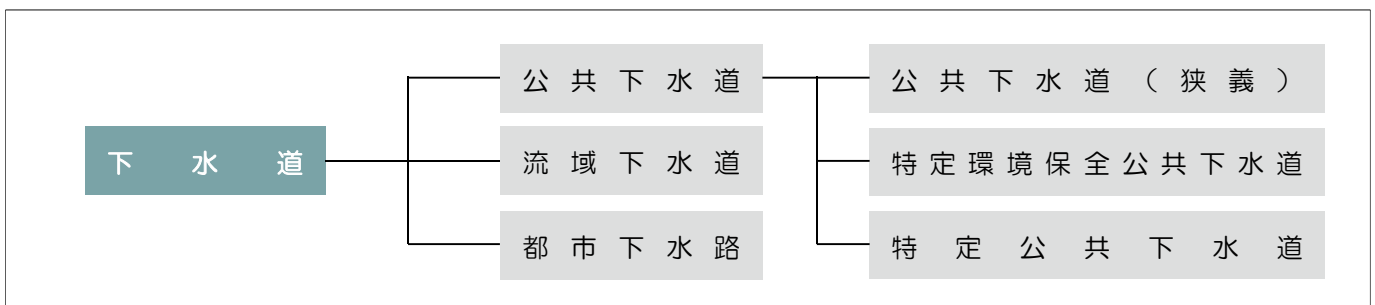 下水道
公共下水道
流域下水道
都市下水路
公共下水道（狭義）
特定環境保全公共下水道
特定公共下水道